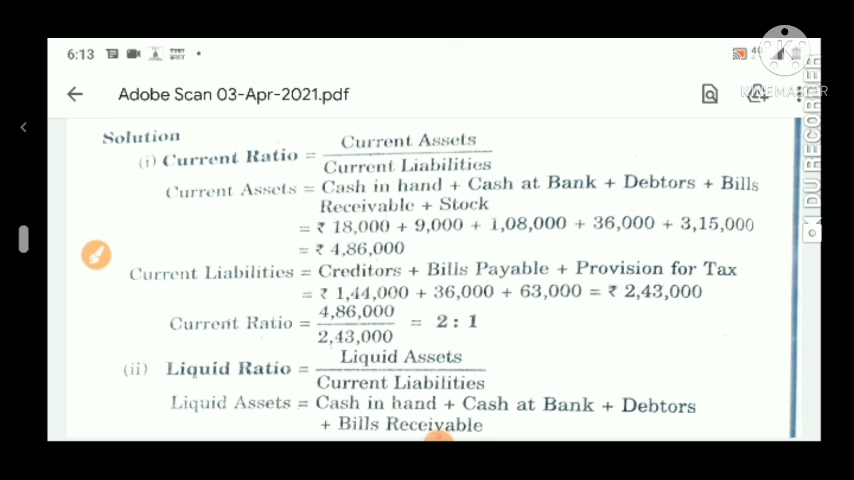 6:13
4G
KINEMASTER
Adobe Scan 03-Apr-2021.pdf
DU RECORDER
Solution
(i) Current Ratio = Current Assets
Current Liabilities
Current Assets = Cash in hand + Cash at Bank + Debtors + Bills
Receivable + Stock
= ₹ 18,000 + 9,000 + 1,08,000 + 36,000 + 3,15,000
= ₹ 4,86,000
Current Liabilities = Creditors + Bills Payable + Provision for Tax
= ₹ 1,44,000 + 36,000 + 63,000 = ₹ 2,43,000
Current Ratio = 4,86,000 = 2 : 1
2,43,000
(ii) Liquid Ratio = Liquid Assets
Current Liabilities
Liquid Assets = Cash in hand + Cash at Bank + Debtors
+ Bills Receivable